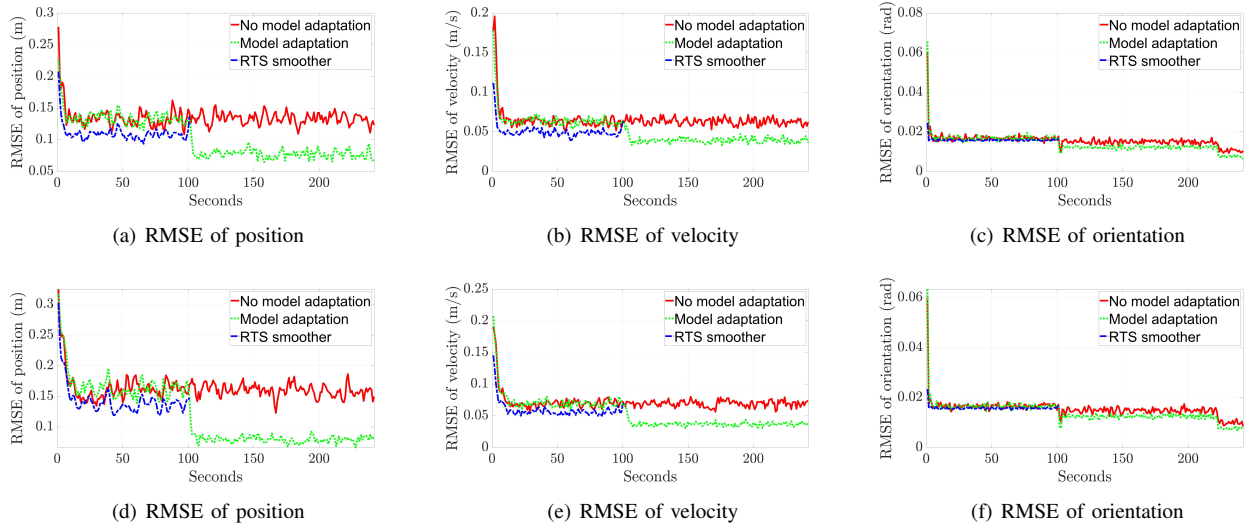 0.3
0.25
0.2
0.15
0.1
0.05
RMSE of position (m)
No model adaptation
Model adaptation
RTS smoother
0 50 100 150 200
Seconds
(a) RMSE of position
0.2
0.15
0.1
0.05
0
RMSE of velocity (m/s)
No model adaptation
Model adaptation
RTS smoother
0 50 100 150 200
Seconds
(b) RMSE of velocity
0.08
0.06
0.04
0.02
0
RMSE of orientation (rad)
No model adaptation
Model adaptation
RTS smoother
0 50 100 150 200
Seconds
(c) RMSE of orientation
0.3
0.25
0.2
0.15
0.1
RMSE of position (m)
No model adaptation
Model adaptation
RTS smoother
0 50 100 150 200
Seconds
(d) RMSE of position
0.25
0.2
0.15
0.1
0.05
0
RMSE of velocity (m/s)
No model adaptation
Model adaptation
RTS smoother
0 50 100 150 200
Seconds
(e) RMSE of velocity
0.06
0.04
0.02
0
RMSE of orientation (rad)
No model adaptation
Model adaptation
RTS smoother
0 50 100 150 200
Seconds
(f) RMSE of orientation